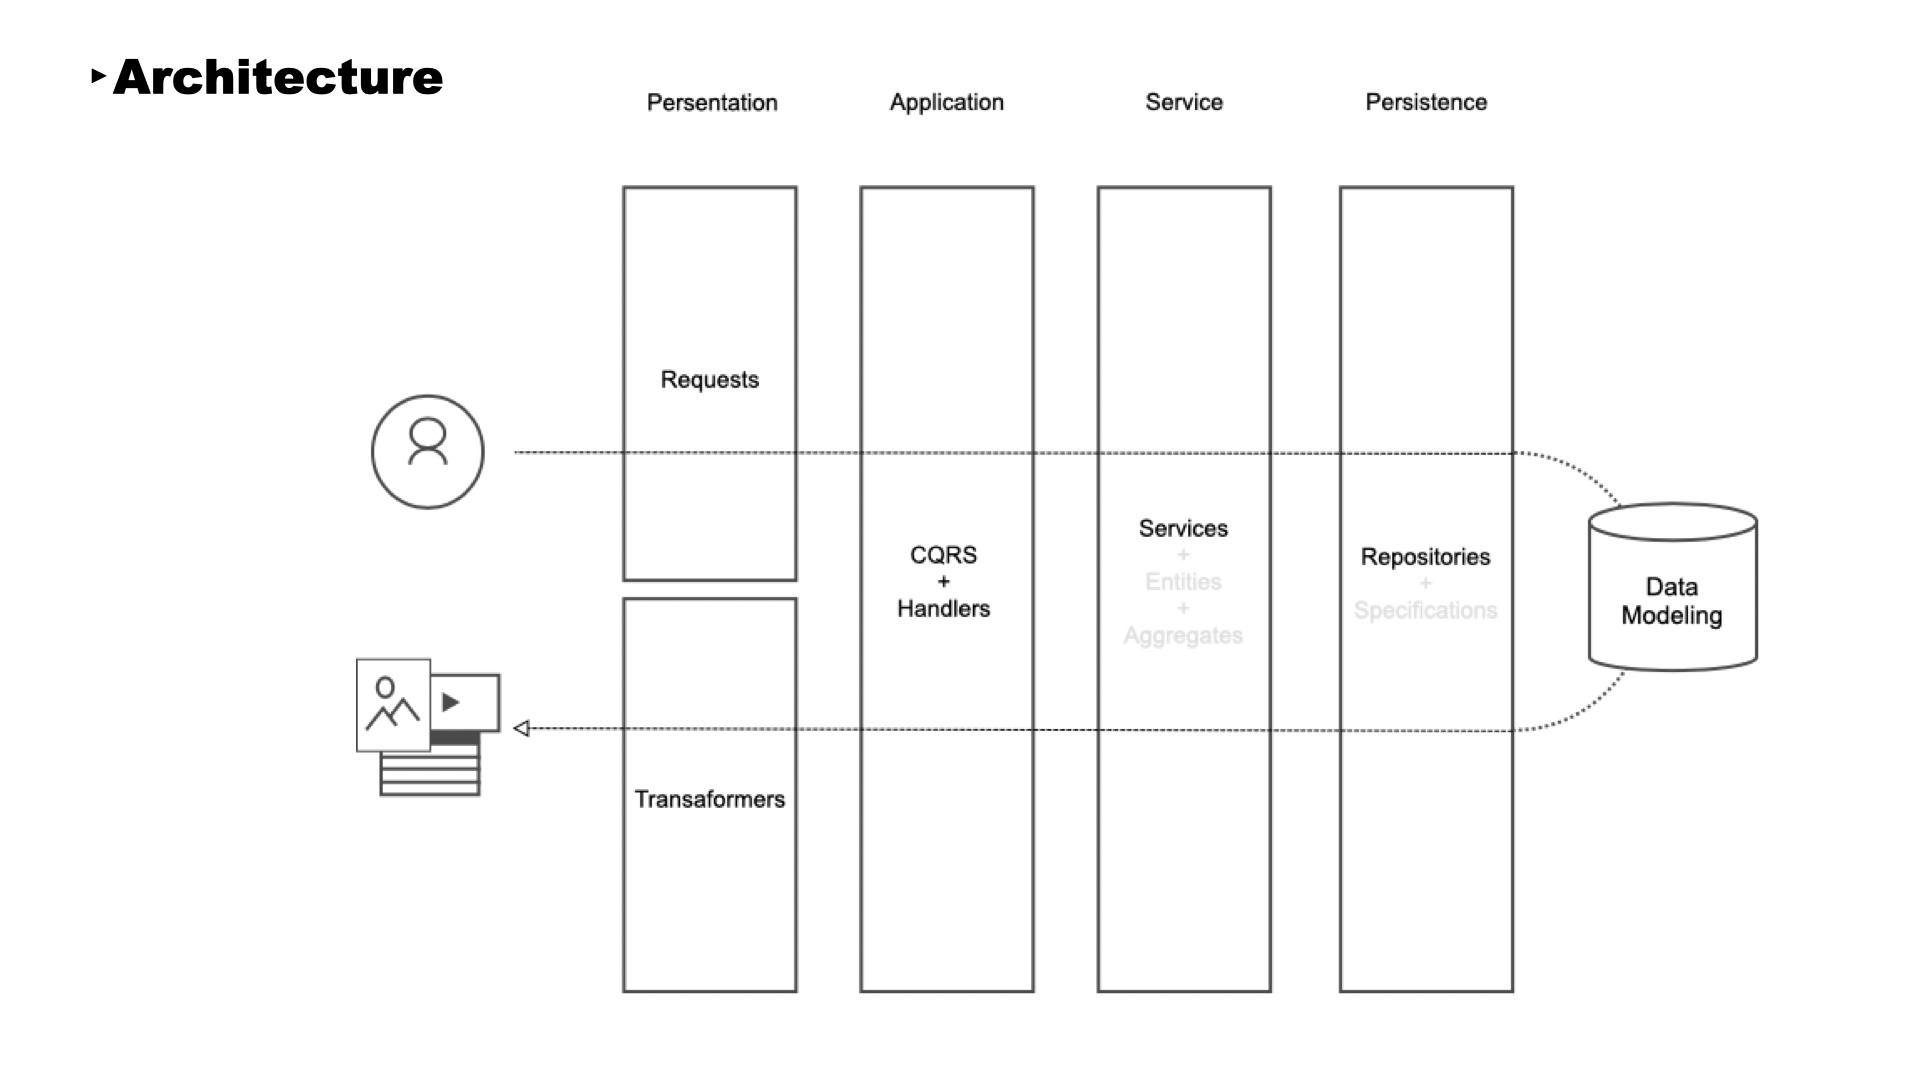 Architecture
Persentation
Application
Service
Persistence
Requests
Transaformers
CQRS
+
Handlers
Services
+
Entities
+
Aggregates
Repositories
+
Specifications
Data
Modeling